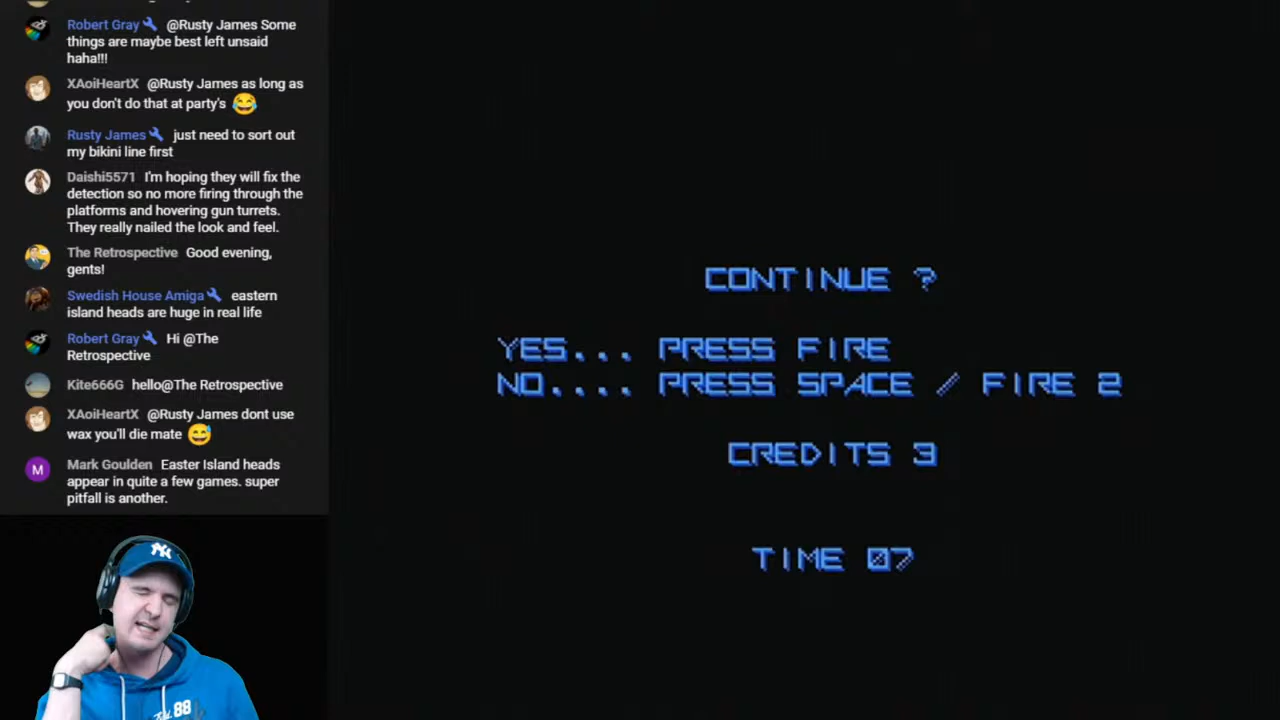 Robert Gray @Rusty James Some
things are maybe best left unsaid
haha!!!
XAoiHeartX @Rusty James as long as
you don't do that at party's 😂
Rusty James just need to sort out
my bikini line first
Daishi5571 I'm hoping they will fix the
detection so no more firing through the
platforms and hovering gun turrets.
They really nailed the look and feel.
The Retrospective Good evening,
gents!
Swedish House Amiga eastern
island heads are huge in real life
Robert Gray Hi @The
Retrospective
Kite666G hello@The Retrospective
XAoiHeartX @Rusty James dont use
wax you'll die mate 😅
M Mark Goulden Easter Island heads
appear in quite a few games. super
pitfall is another.
CONTINUE ?
YES... PRESS FIRE
NO.... PRESS SPACE / FIRE 2
CREDITS 3
TIME 07
NY
88